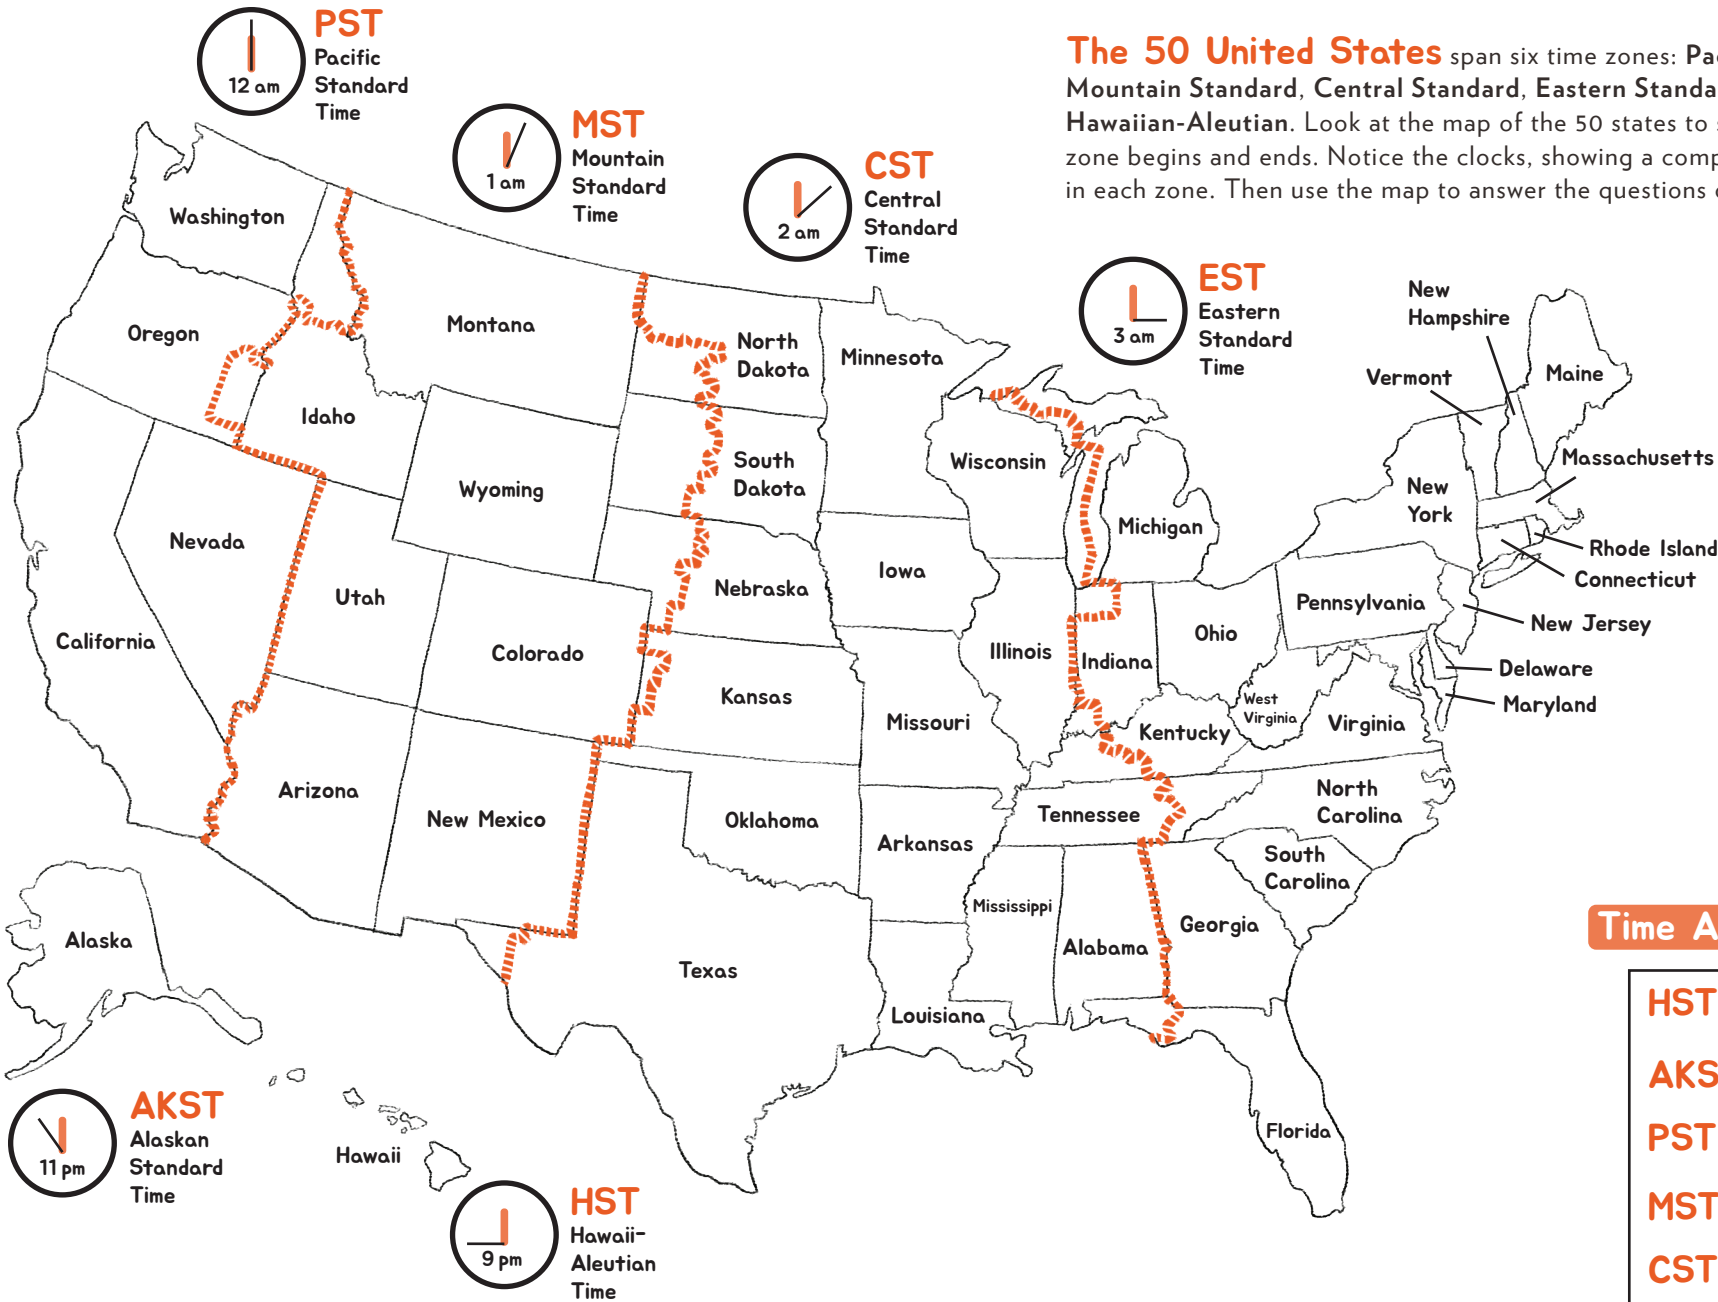 PST
Pacific
Standard
Time
12 am
The 50 United States span six time zones:
Mountain Standard, Central Standard, Eastern
Hawaiian-Aleutian. Look at the map of the 50 states to
zone begins and ends. Notice the clocks, showing a
in each zone. Then use the map to answer the questions
MST
Mountain
Standard
Time
1 am
CST
Central
Standard
Time
2 am
EST
Eastern
Standard
Time
3 am
Washington
Oregon
Montana
Idaho
Wyoming
Nevada
Utah
California
Colorado
Arizona
New Mexico
North
Dakota
South
Dakota
Nebraska
Kansas
Oklahoma
Texas
Minnesota
Iowa
Missouri
Arkansas
Louisiana
Wisconsin
Illinois
Michigan
Indiana
Ohio
Kentucky
Tennessee
Mississippi
Alabama
Georgia
Florida
South
Carolina
North
Carolina
Virginia
West
Virginia
Pennsylvania
New
York
Vermont
New
Hampshire
Maine
Massachusetts
Rhode Island
Connecticut
New Jersey
Delaware
Maryland
Alaska
Hawaii
AKST
Alaskan
Standard
Time
11 pm
HST
Hawaii-
Aleutian
Time
9 pm
Time
HST
AKS
PST
MST
CST